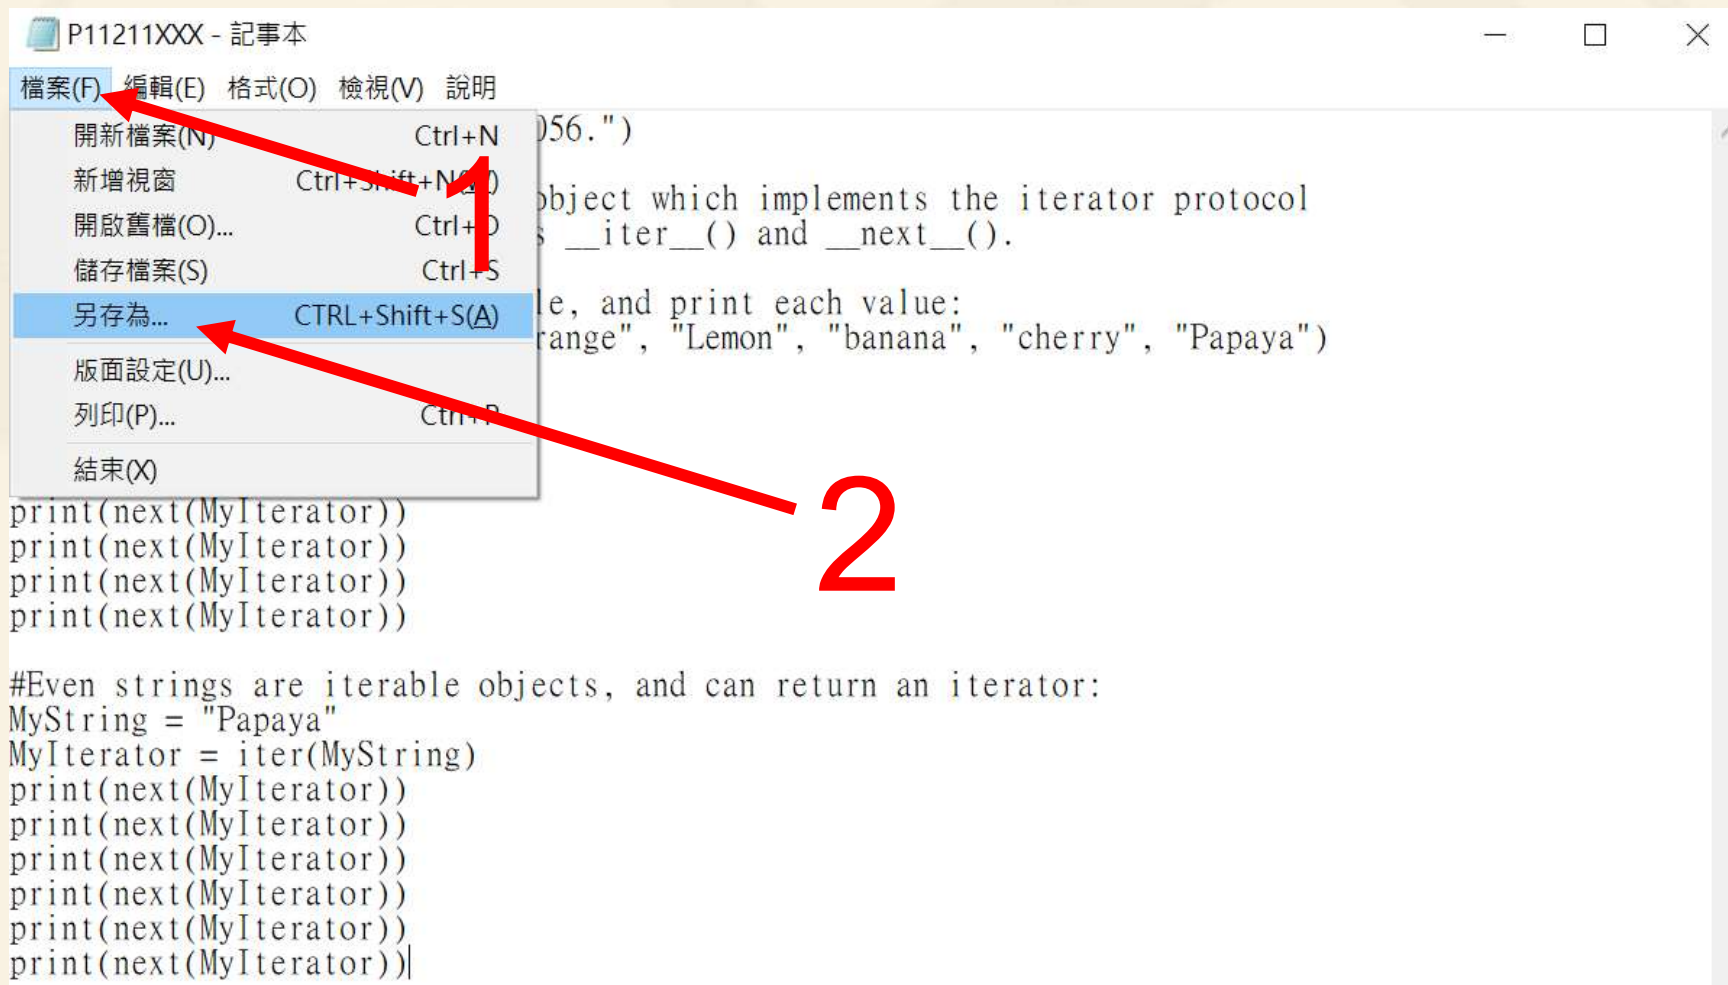 P11211XXX - 記事本
檔案(F) 編輯(E) 格式(O) 檢視(V) 說明
開新檔案(N) Ctrl+N
新增視窗 Ctrl+Shift+N(W)
開啟舊檔(O)... Ctrl+O
儲存檔案(S) Ctrl+S
另存為... CTRL+Shift+S(A)
版面設定(U)...
列印(P)... Ctrl+P
結束(X)
1
2
056.")
object which implements the iterator protocol
s __iter__() and __next__().
le, and print each value:
range", "Lemon", "banana", "cherry", "Papaya")
print(next(MyIterator))
print(next(MyIterator))
print(next(MyIterator))
print(next(MyIterator))
#Even strings are iterable objects, and can return an iterator:
MyString = "Papaya"
MyIterator = iter(MyString)
print(next(MyIterator))
print(next(MyIterator))
print(next(MyIterator))
print(next(MyIterator))
print(next(MyIterator))
print(next(MyIterator))